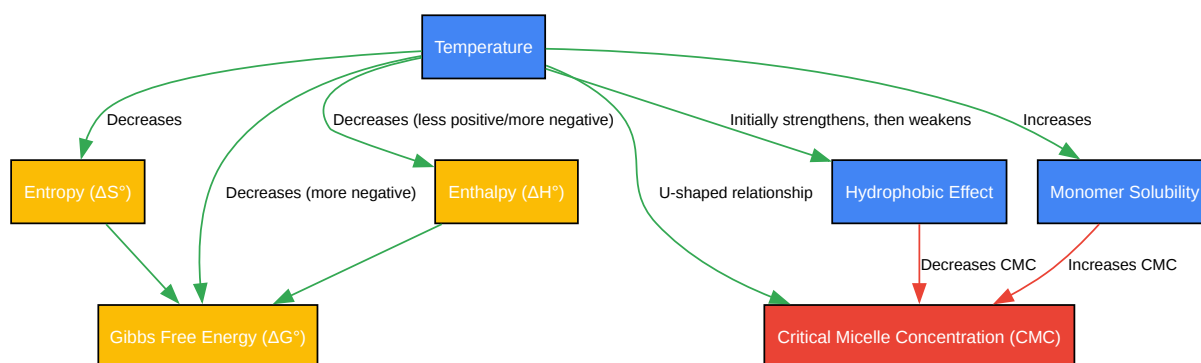 Temperature
Decreases
Decreases (less positive/more negative)
Initially strengthens, then weakens
Increases
Entropy (ΔS°)
Decreases (more negative)
Enthalpy (ΔH°)
U-shaped relationship
Hydrophobic Effect
Monomer Solubility
Decreases CMC
Increases CMC
Gibbs Free Energy (ΔG°)
Critical Micelle Concentration (CMC)